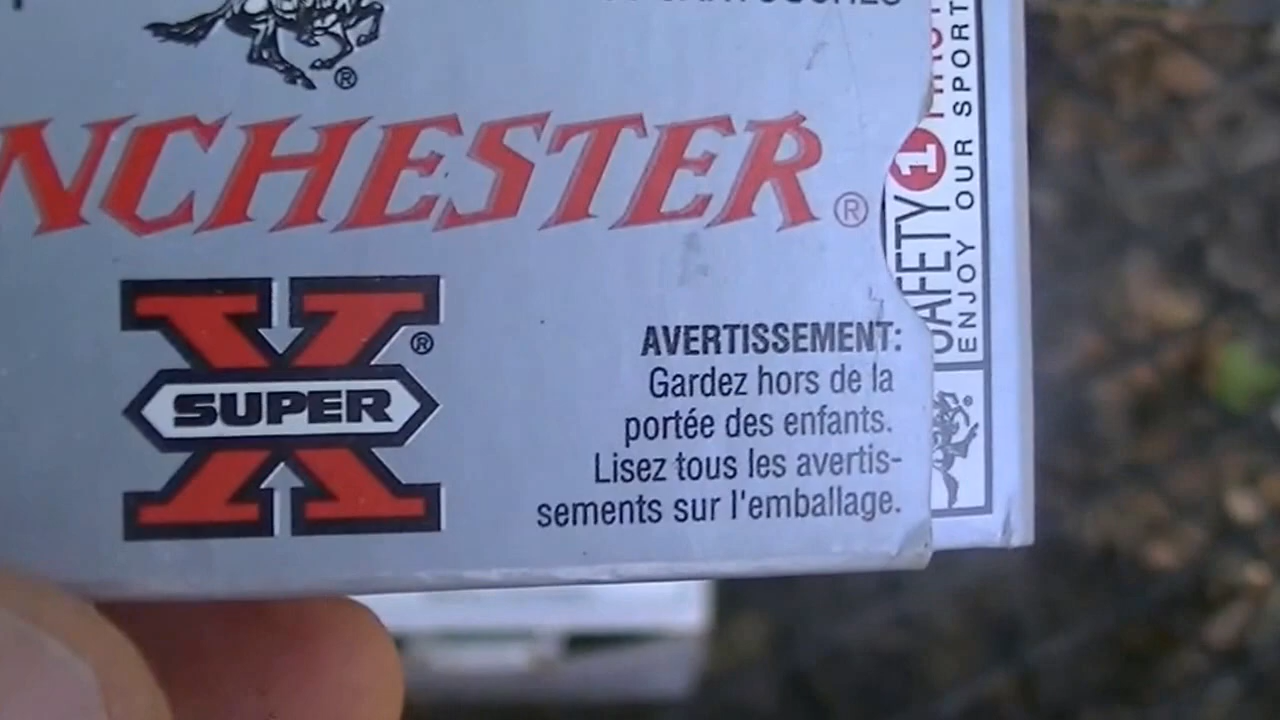 NCHESTER®
X®
SUPER
AVERTISSEMENT:
Gardez hors de la
portée des enfants.
Lisez tous les avertis-
sements sur l'emballage.
SAFETY 1
ENJOY OUR SPORT